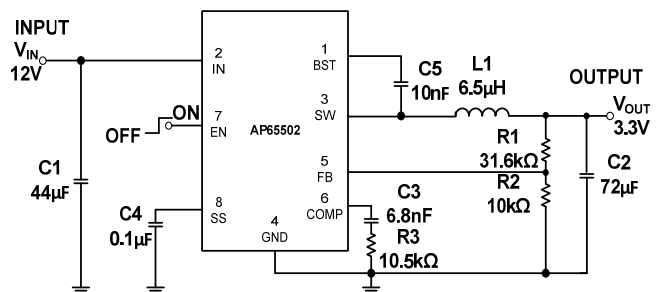 INPUT
V_IN
12V
2
IN
1
BST
C5
10nF
L1
6.5µH
OUTPUT
V_OUT
3.3V
3
SW
ON
OFF
7
EN
AP65502
R1
31.6kΩ
5
FB
R2
10kΩ
C2
72µF
C1
44µF
C4
0.1µF
8
SS
4
GND
6
COMP
C3
6.8nF
R3
10.5kΩ